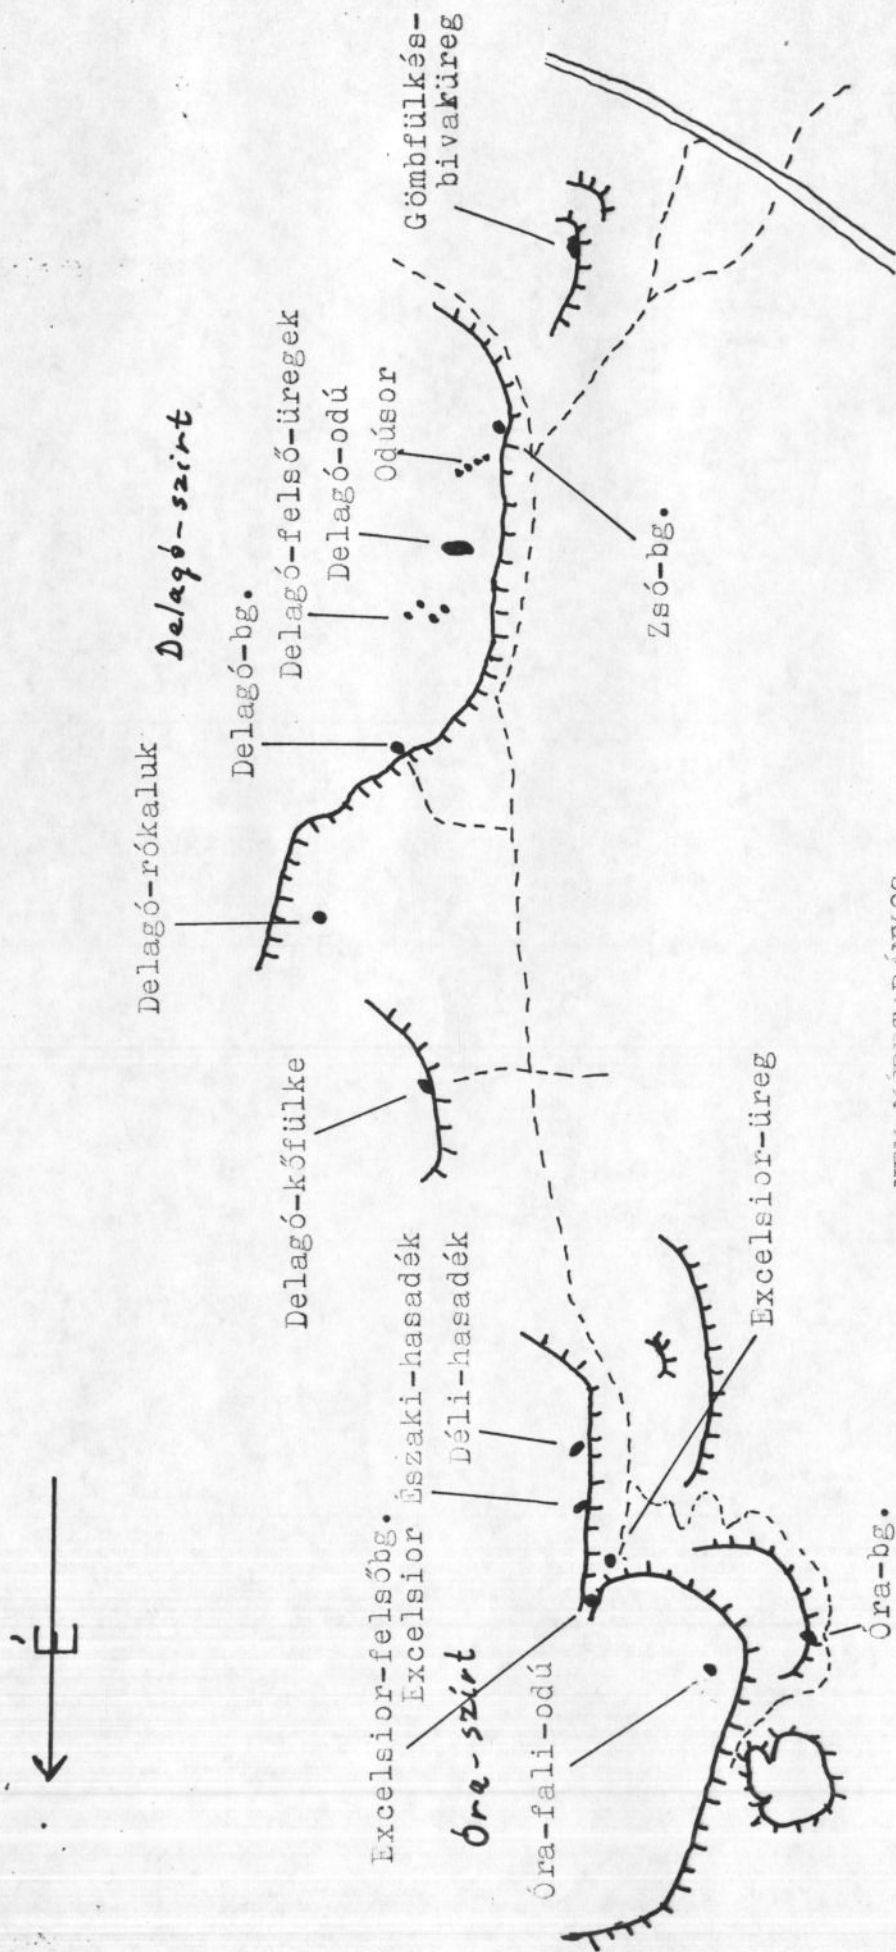 É
Delagó-szirt
Óra-szirt
Excelsior-felsőbg.
Excelsior Északi-hasadék
Déli-hasadék
Óra-fali-odú
Óra-bg.
Excelsior-üreg
Delagó-kőfülke
Delagó-rókaluk
Delagó-bg.
Delagó-felső-üregek
Delagó-odú
Odúsor
Zsó-bg.
Gömbfülkés-
bivaküreg